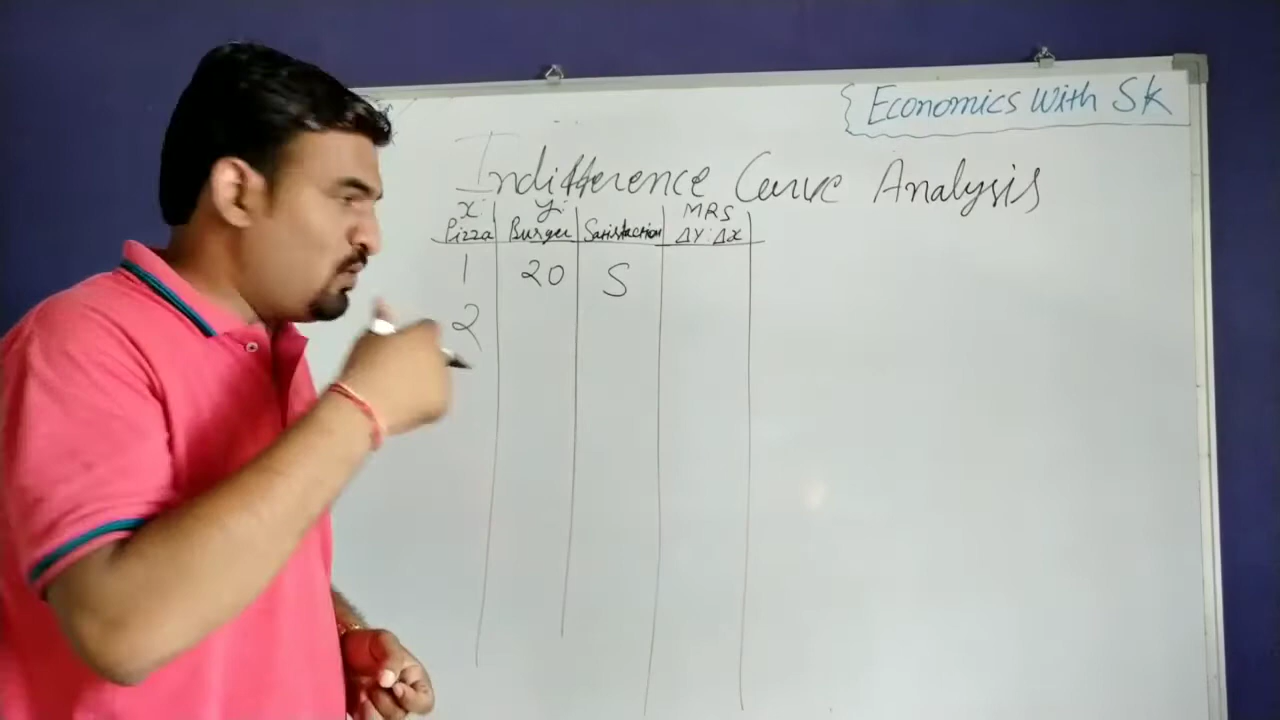 { Economics with SK
Indifference Curve Analysis
x: y: MRS
Pizza Burger Satisfaction ΔY:Δx
1 20 S
2